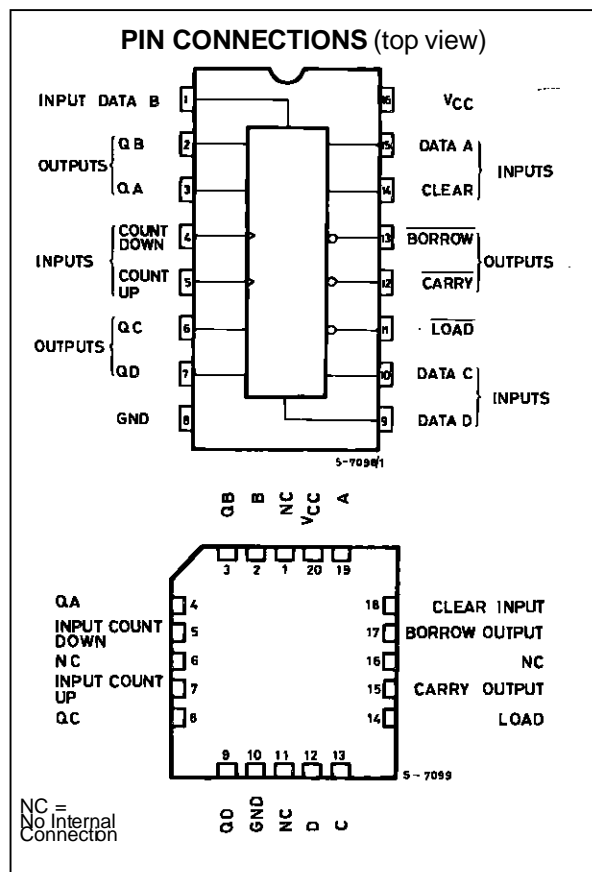 PIN CONNECTIONS (top view)
INPUT DATA B 1 16 VCC
OUTPUTS QB 2 15 DATA A INPUTS
QA 3 14 CLEAR
INPUTS COUNT DOWN 4 13 BORROW OUTPUTS
COUNT UP 5 12 CARRY
OUTPUTS QC 6 11 LOAD
QD 7 10 DATA C INPUTS
GND 8 9 DATA D
S-7098/1
QB B NC VCC A
3 2 1 20 19
QA 4 18 CLEAR INPUT
INPUT COUNT DOWN 5 17 BORROW OUTPUT
NC 6 16 NC
INPUT COUNT UP 7 15 CARRY OUTPUT
QC 8 14 LOAD
9 10 11 12 13
S-7099
QD GND NC D C
NC =
No Internal
Connection